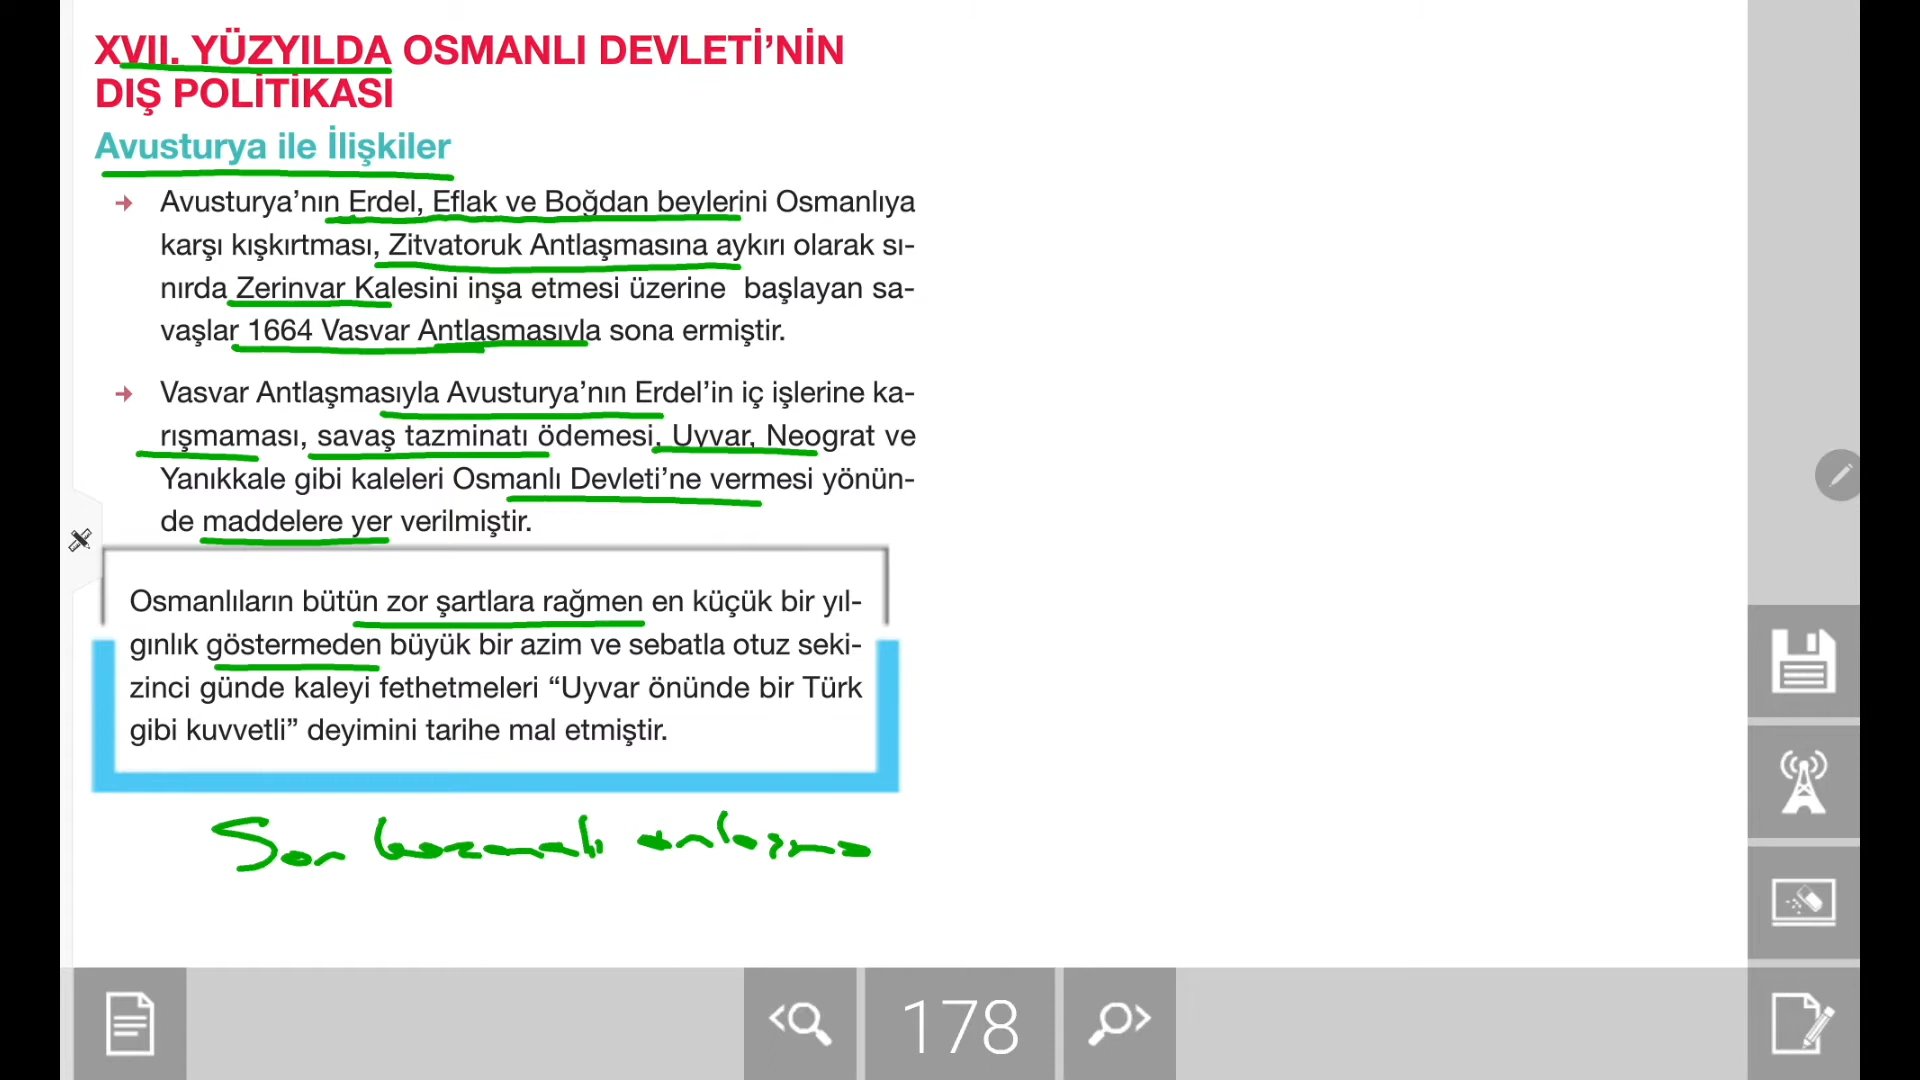 XVII. YÜZYILDA OSMANLI DEVLETİ’NİN
DIŞ POLİTİKASI
Avusturya ile İlişkiler
Avusturya’nın Erdel, Eflak ve Boğdan beylerini Osmanlıya
karşı kışkırtması, Zitvatoruk Antlaşmasına aykırı olarak sı-
nırda Zerinvar Kalesini inşa etmesi üzerine başlayan sa-
vaşlar 1664 Vasvar Antlaşmasıvla sona ermiştir.
Vasvar Antlaşmasıyla Avusturya’nın Erdel’in iç işlerine ka-
rışmaması, savaş tazminatı ödemesi, Uyvar, Neograt ve
Yanıkkale gibi kaleleri Osmanlı Devleti’ne vermesi yönün-
de maddelere yer verilmiştir.
Osmanlıların bütün zor şartlara rağmen en küçük bir yıl-
gınlık göstermeden büyük bir azim ve sebatla otuz seki-
zinci günde kaleyi fethetmeleri “Uyvar önünde bir Türk
gibi kuvvetli” deyimini tarihe mal etmiştir.
Son kazançlı antlaşma
178